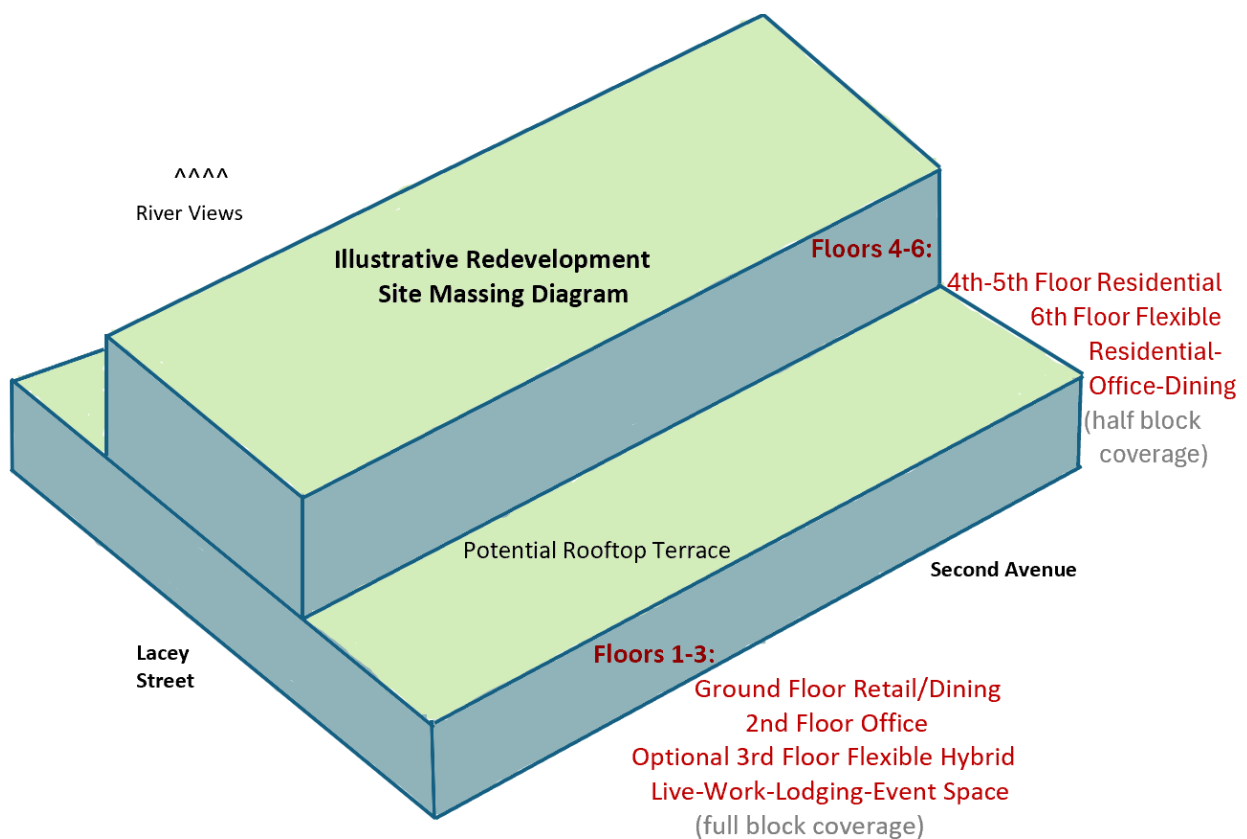 ^^^^
River Views
Illustrative Redevelopment
Site Massing Diagram
Floors 4-6:
4th-5th Floor Residential
6th Floor Flexible
Residential-
Office-Dining
(half block
coverage)
Potential Rooftop Terrace
Second Avenue
Lacey
Street
Floors 1-3:
Ground Floor Retail/Dining
2nd Floor Office
Optional 3rd Floor Flexible Hybrid
Live-Work-Lodging-Event Space
(full block coverage)